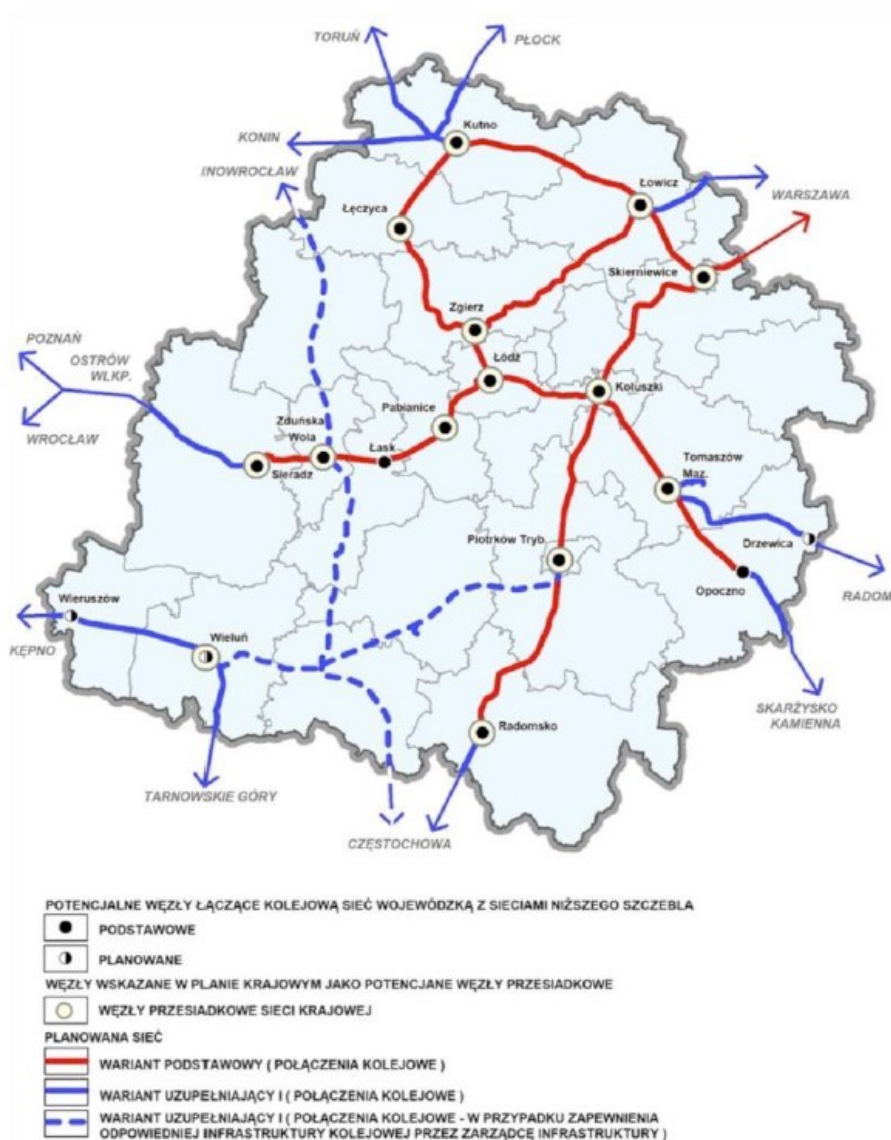 TORUŃ
PŁOCK
KONIN
Kutno
INOWROCŁAW
Łowicz
WARSZAWA
Łęczyca
Skierniewice
Zgierz
POZNAŃ
OSTRÓW
WLKP.
Łódź
Koluszki
Pabianice
Zduńska
Wola
WROCŁAW
Łask
Sieradz
Tomaszów
Maz.
Piotrków Tryb.
Drzewica
Opoczno
RADOM
Wieruszów
KĘPNO
Wieluń
SKARŻYSKO
KAMIENNA
Radomsko
TARNOWSKIE GÓRY
CZĘSTOCHOWA
POTENCJALNE WĘZŁY ŁĄCZĄCE KOLEJOWĄ SIEĆ WOJEWÓDZKĄ Z SIECIAMI NIŻSZEGO SZCZEBLA
PODSTAWOWE
PLANOWANE
WĘZŁY WSKAZANE W PLANIE KRAJOWYM JAKO POTENCJANE WĘZŁY PRZESIADKOWE
WĘZŁY PRZESIADKOWE SIECI KRAJOWEJ
PLANOWANA SIEĆ
WARIANT PODSTAWOWY ( POŁĄCZENIA KOLEJOWE )
WARIANT UZUPEŁNIAJĄCY I ( POŁĄCZENIA KOLEJOWE )
WARIANT UZUPEŁNIAJĄCY I ( POŁĄCZENIA KOLEJOWE - W PRZYPADKU ZAPEWNIENIA
ODPOWIEDNIEJ INFRASTRUKTURY KOLEJOWEJ PRZEZ ZARZĄDCĘ INFRASTRUKTURY )